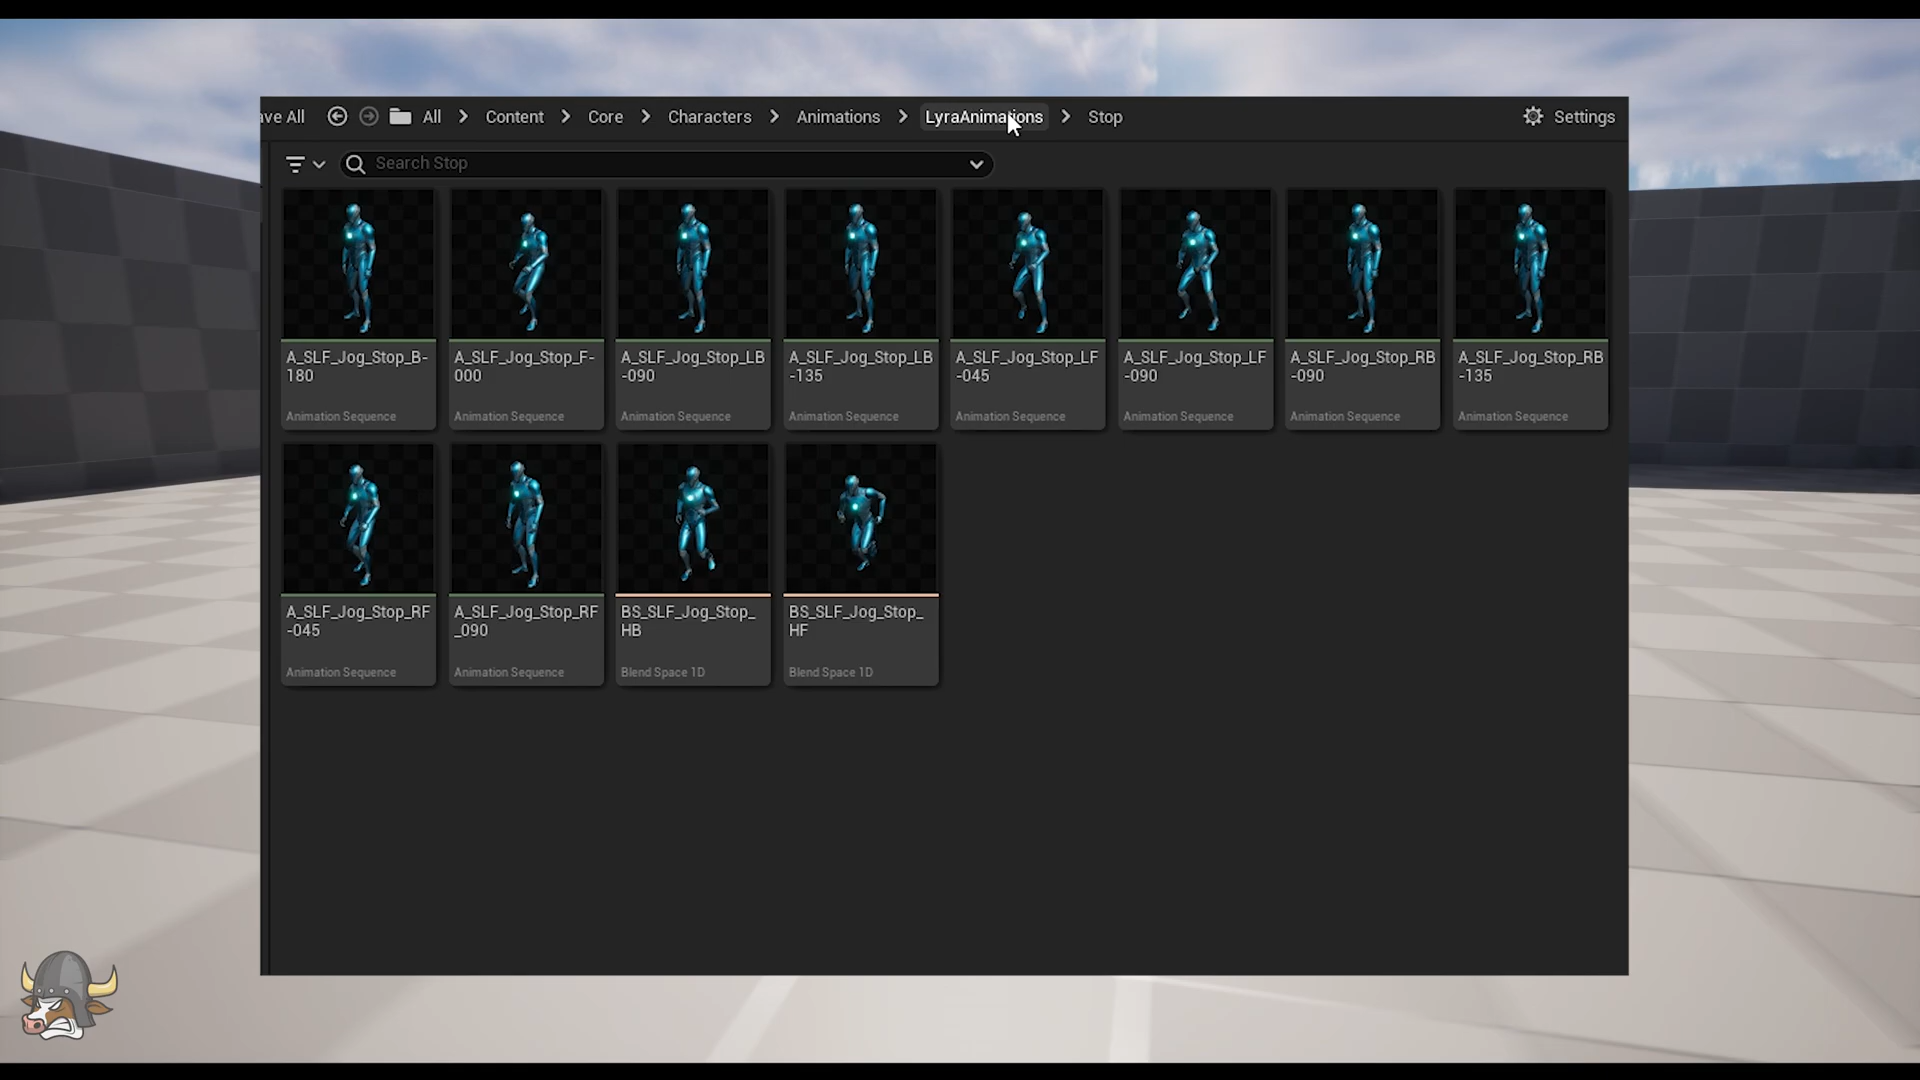 ave All
All > Content > Core > Characters > Animations > LyraAnimations > Stop
Settings
Search Stop
A_SLF_Jog_Stop_B-
180
Animation Sequence
A_SLF_Jog_Stop_F-
000
Animation Sequence
A_SLF_Jog_Stop_LB
-090
Animation Sequence
A_SLF_Jog_Stop_LB
-135
Animation Sequence
A_SLF_Jog_Stop_LF
-045
Animation Sequence
A_SLF_Jog_Stop_LF
-090
Animation Sequence
A_SLF_Jog_Stop_RB
-090
Animation Sequence
A_SLF_Jog_Stop_RB
-135
Animation Sequence
A_SLF_Jog_Stop_RF
-045
Animation Sequence
A_SLF_Jog_Stop_RF
_090
Animation Sequence
BS_SLF_Jog_Stop_
HB
Blend Space 1D
BS_SLF_Jog_Stop_
HF
Blend Space 1D